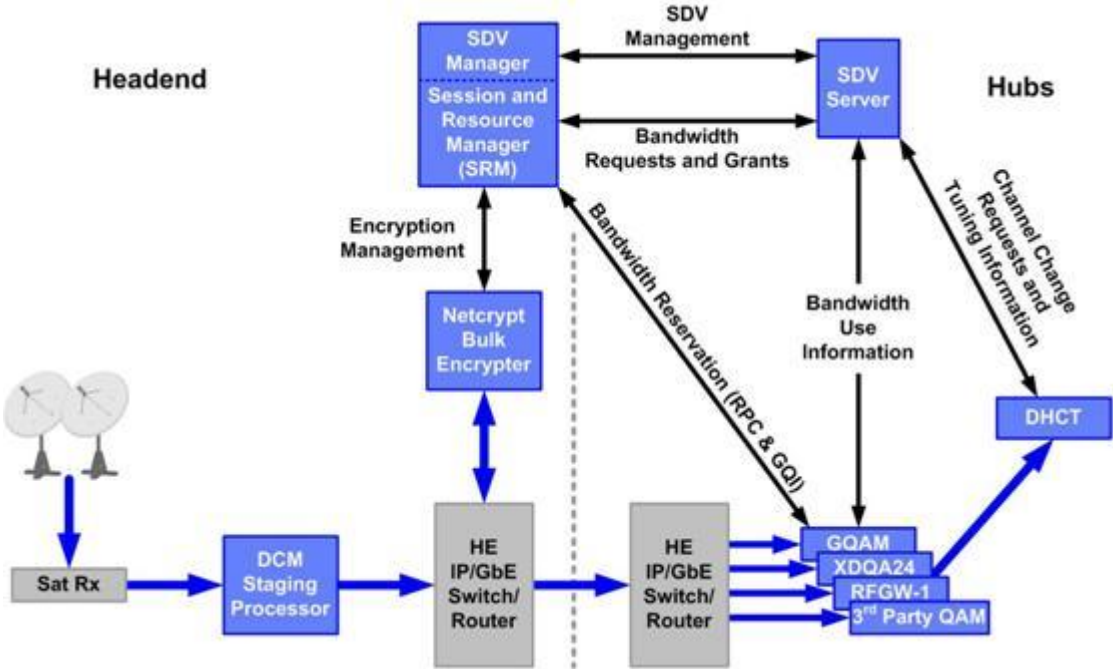 Headend
SDV
Manager
Session and
Resource
Manager
(SRM)
SDV
Management
SDV
Server
Hubs
Bandwidth
Requests and Grants
Encryption
Management
Bandwidth Reservation (RPC & GQI)
Channel Change
Requests and
Tuning Information
Netcrypt
Bulk
Encrypter
Bandwidth
Use
Information
DHCT
Sat Rx
DCM
Staging
Processor
HE
IP/GbE
Switch/
Router
HE
IP/GbE
Switch/
Router
GQAM
XDQA24
RFGW-1
3rd Party QAM